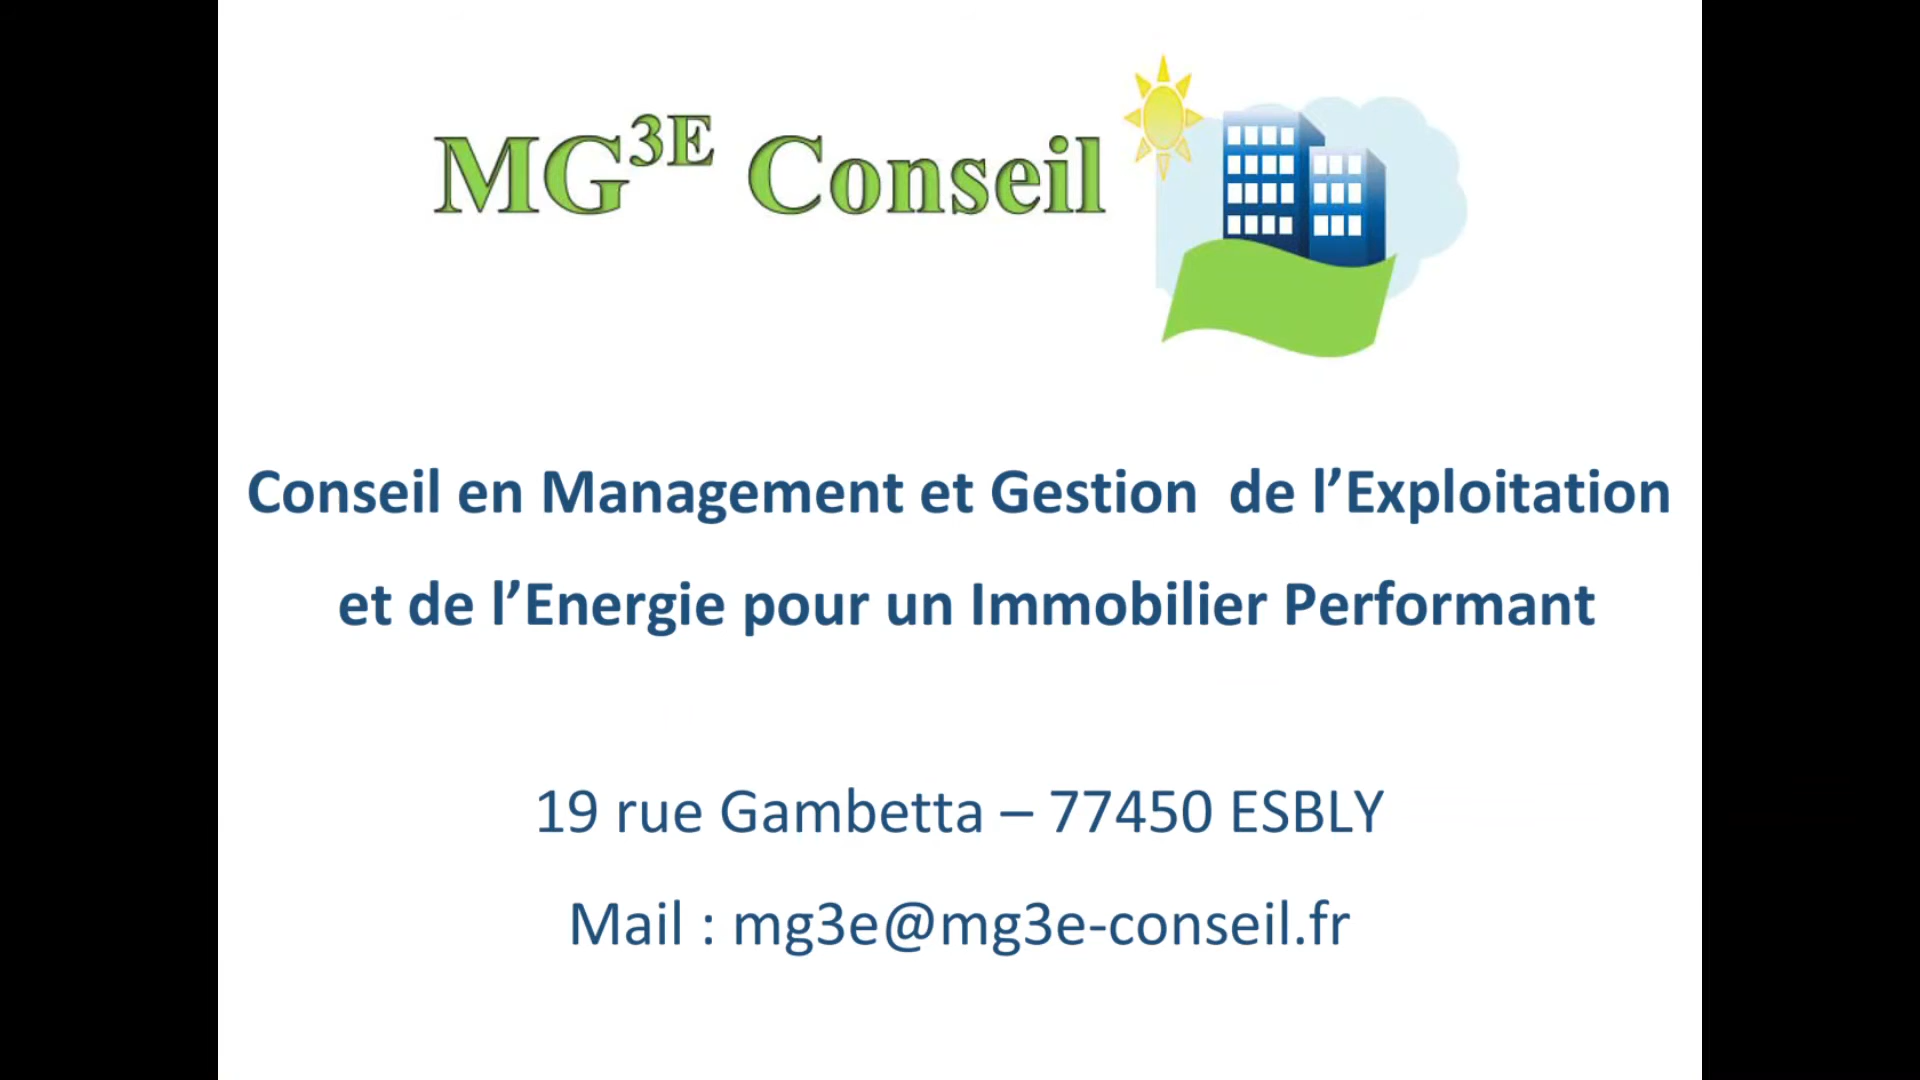 MG3E Conseil
Conseil en Management et Gestion  de l’Exploitation
et de l’Energie pour un Immobilier Performant
19 rue Gambetta – 77450 ESBLY
Mail : mg3e@mg3e-conseil.fr